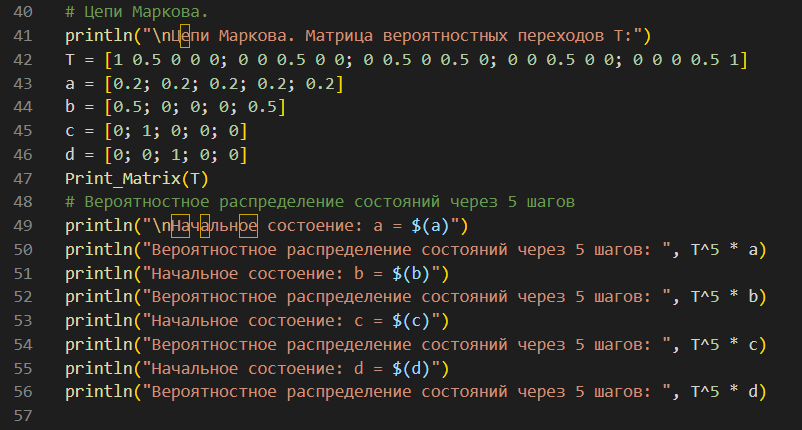 40 # Цепи Маркова.
41 println("\nЦепи Маркова. Матрица вероятностных переходов T:")
42 T = [1 0.5 0 0 0; 0 0 0.5 0 0; 0 0.5 0 0.5 0; 0 0 0.5 0 0; 0 0 0 0.5 1]
43 a = [0.2; 0.2; 0.2; 0.2; 0.2]
44 b = [0.5; 0; 0; 0; 0.5]
45 c = [0; 1; 0; 0; 0]
46 d = [0; 0; 1; 0; 0]
47 Print_Matrix(T)
48 # Вероятностное распределение состояний через 5 шагов
49 println("\nНачальное состоение: a = $(a)")
50 println("Вероятностное распределение состояний через 5 шагов: ", T^5 * a)
51 println("Начальное состоение: b = $(b)")
52 println("Вероятностное распределение состояний через 5 шагов: ", T^5 * b)
53 println("Начальное состоение: c = $(c)")
54 println("Вероятностное распределение состояний через 5 шагов: ", T^5 * c)
55 println("Начальное состоение: d = $(d)")
56 println("Вероятностное распределение состояний через 5 шагов: ", T^5 * d)
57